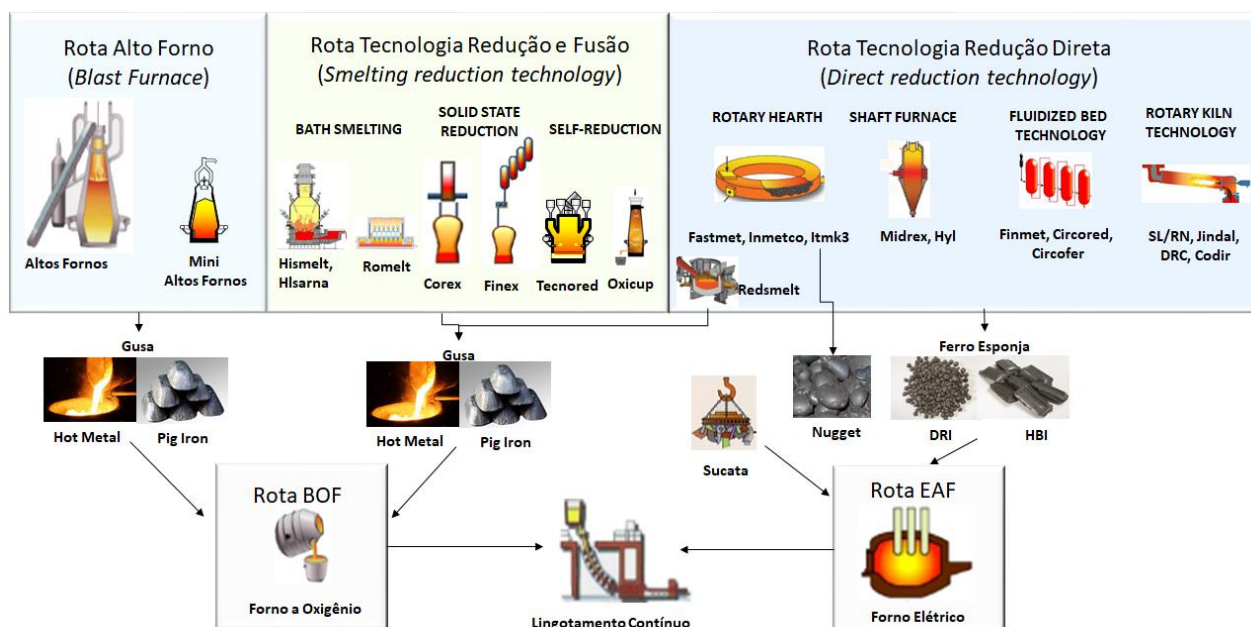 Rota Alto Forno
(Blast Furnace)
Altos Fornos
Mini
Altos Fornos
Rota Tecnologia Redução e Fusão
(Smelting reduction technology)
BATH SMELTING
SOLID STATE
REDUCTION
SELF-REDUCTION
Hismelt,
HIsarna
Romelt
Corex
Finex
Tecnored
Oxicup
Rota Tecnologia Redução Direta
(Direct reduction technology)
ROTARY HEARTH
SHAFT FURNACE
FLUIDIZED BED
TECHNOLOGY
ROTARY KILN
TECHNOLOGY
Fastmet, Inmetco, Itmk3
Redsmelt
Midrex, Hyl
Finmet, Circored,
Circofer
SL/RN, Jindal,
DRC, Codir
Gusa
Hot Metal
Pig Iron
Gusa
Hot Metal
Pig Iron
Sucata
Nugget
Ferro Esponja
DRI
HBI
Rota BOF
Forno a Oxigênio
Lingotamento Contínuo
Rota EAF
Forno Elétrico